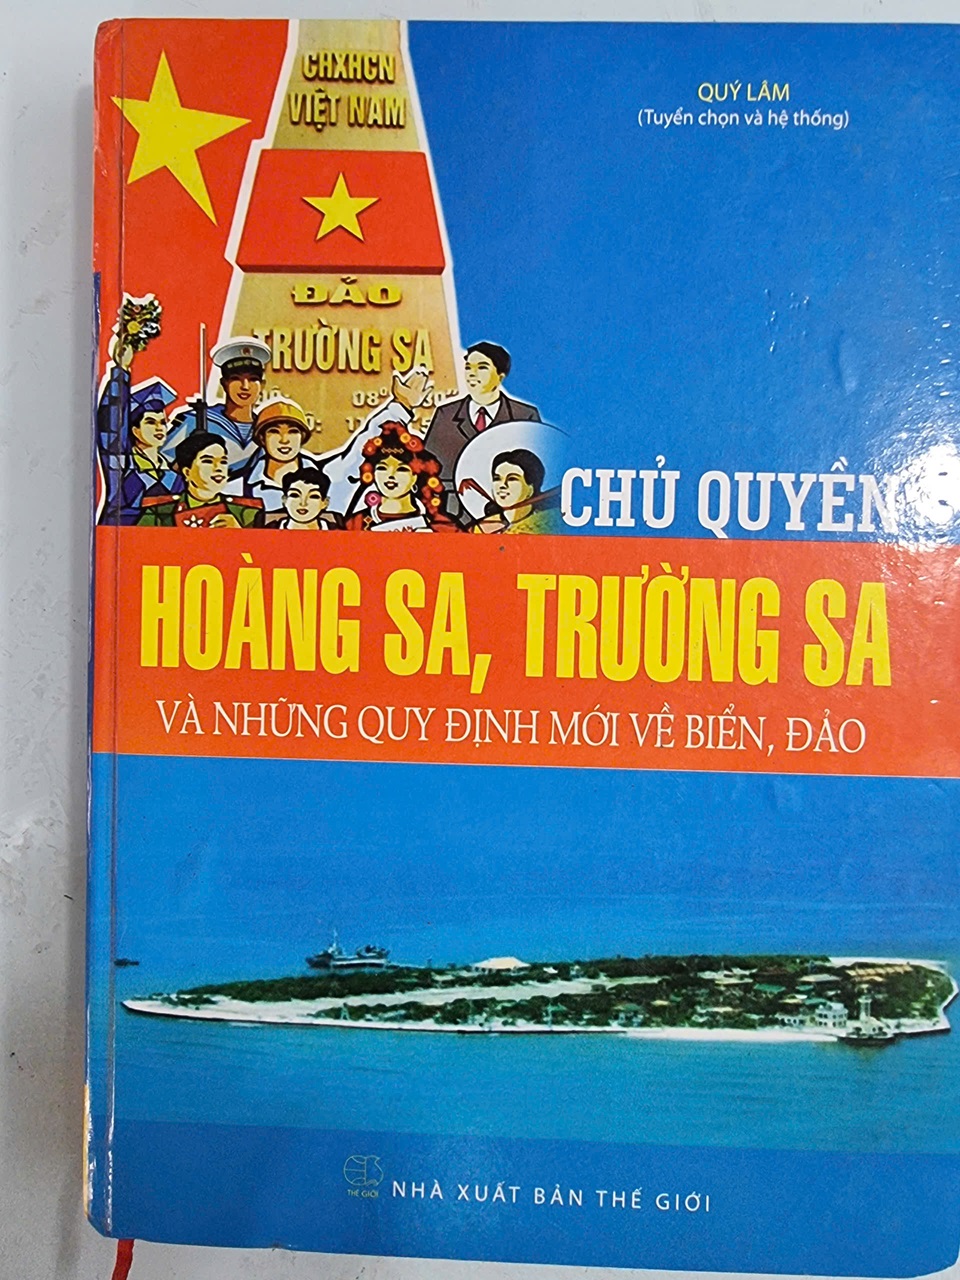 CHXHCN
VIỆT NAM
QUÝ LÂM
(Tuyển chọn và hệ thống)
ĐẢO
TRƯỜNG SA
CHỦ QUYỀN
HOÀNG SA, TRƯỜNG SA
VÀ NHỮNG QUY ĐỊNH MỚI VỀ BIỂN, ĐẢO
THẾ GIỚI
NHÀ XUẤT BẢN THẾ GIỚI